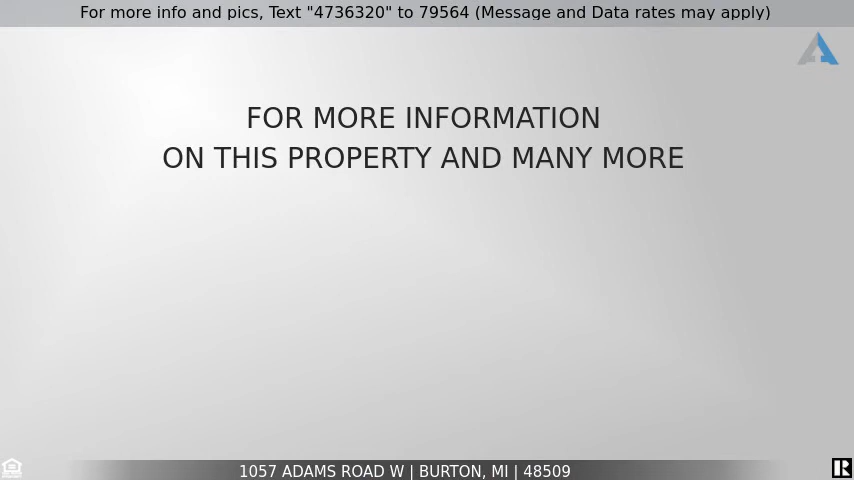 For more info and pics, Text "4736320" to 79564 (Message and Data rates may apply)
FOR MORE INFORMATION
ON THIS PROPERTY AND MANY MORE
1057 ADAMS ROAD W | BURTON, MI | 48509